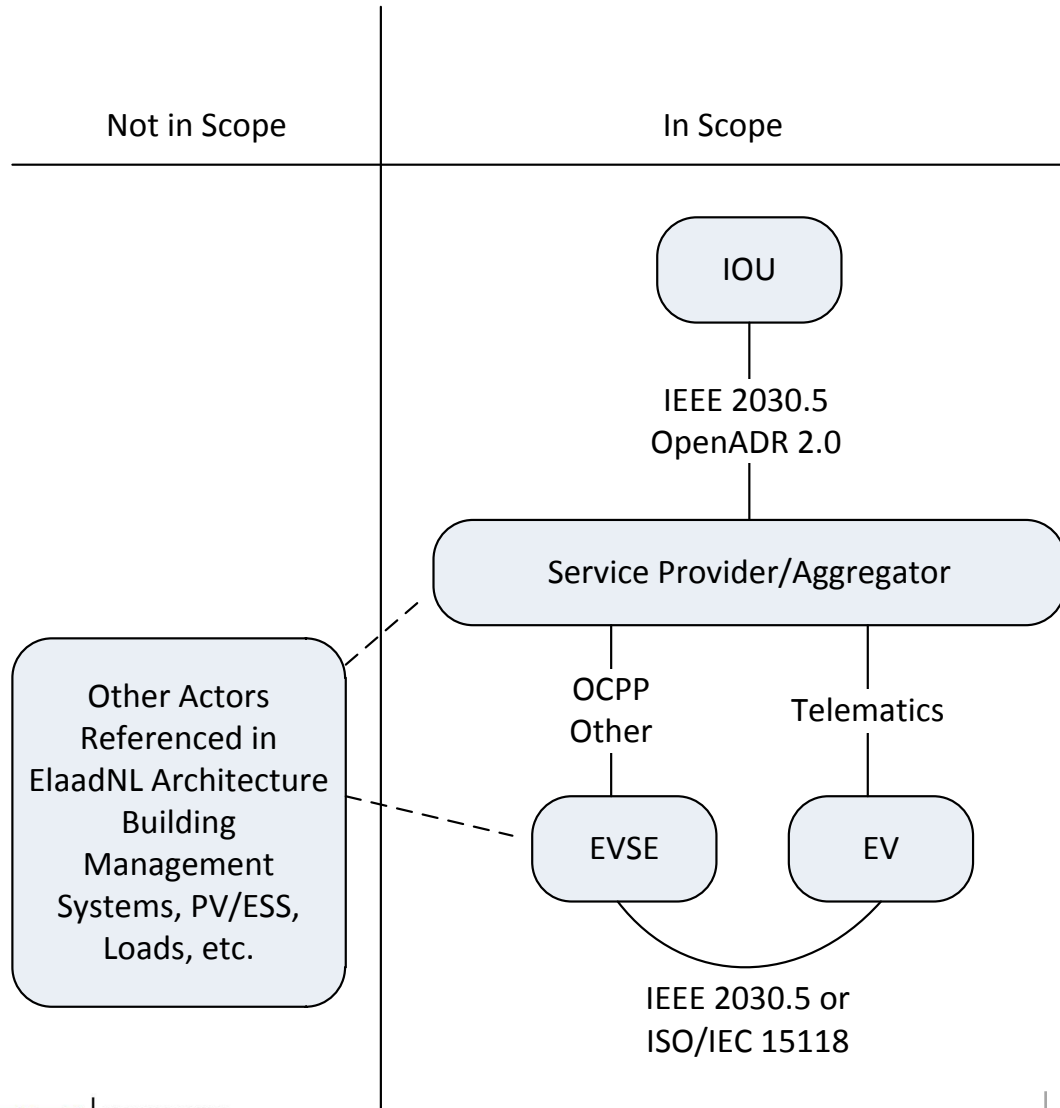 Not in Scope
In Scope
IOU
IEEE 2030.5
OpenADR 2.0
Service Provider/Aggregator
OCPP
Other
Telematics
Other Actors
Referenced in
ElaadNL Architecture
Building
Management
Systems, PV/ESS,
Loads, etc.
EVSE
EV
IEEE 2030.5 or
ISO/IEC 15118